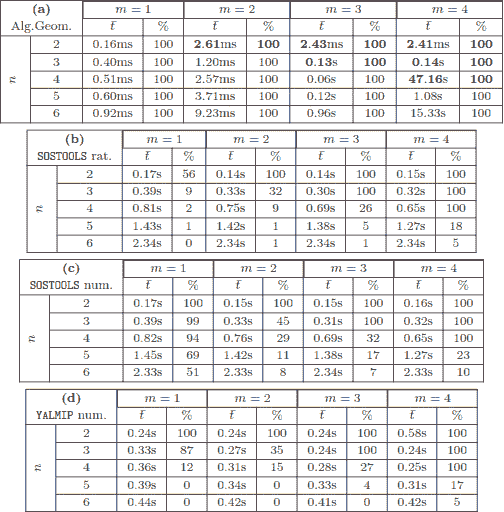 (a) m = 1 m = 2 m = 3 m = 4
Alg.Geom. t̄ % t̄ % t̄ % t̄ %
2 0.16ms 100 2.61ms 100 2.43ms 100 2.41ms 100
3 0.40ms 100 1.20ms 100 0.13s 100 0.14s 100
n 4 0.51ms 100 2.57ms 100 0.06s 100 47.16s 100
5 0.60ms 100 3.71ms 100 0.12s 100 1.08s 100
6 0.92ms 100 9.23ms 100 0.96s 100 15.33s 100
(b) m = 1 m = 2 m = 3 m = 4
SOSTOOLS rat. t̄ % t̄ % t̄ % t̄ %
2 0.17s 56 0.14s 100 0.14s 100 0.15s 100
3 0.39s 9 0.33s 32 0.30s 100 0.32s 100
n 4 0.81s 2 0.75s 9 0.69s 26 0.65s 100
5 1.43s 1 1.42s 1 1.38s 5 1.27s 18
6 2.34s 0 2.34s 1 2.34s 1 2.34s 5
(c) m = 1 m = 2 m = 3 m = 4
SOSTOOLS num. t̄ % t̄ % t̄ % t̄ %
2 0.17s 100 0.15s 100 0.15s 100 0.16s 100
3 0.39s 99 0.33s 45 0.31s 100 0.32s 100
n 4 0.82s 94 0.76s 29 0.69s 32 0.65s 100
5 1.45s 69 1.42s 11 1.38s 17 1.27s 23
6 2.33s 51 2.33s 8 2.34s 7 2.33s 10
(d) m = 1 m = 2 m = 3 m = 4
YALMIP num. t̄ % t̄ % t̄ % t̄ %
2 0.24s 100 0.24s 100 0.24s 100 0.58s 100
3 0.33s 87 0.27s 35 0.24s 100 0.24s 100
n 4 0.36s 12 0.31s 15 0.28s 27 0.25s 100
5 0.39s 0 0.34s 0 0.33s 4 0.31s 17
6 0.44s 0 0.42s 0 0.41s 0 0.42s 5